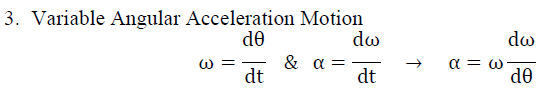 3. Variable Angular Acceleration Motion
ω = dθ/dt & α = dω/dt → α = ω dω/dθ